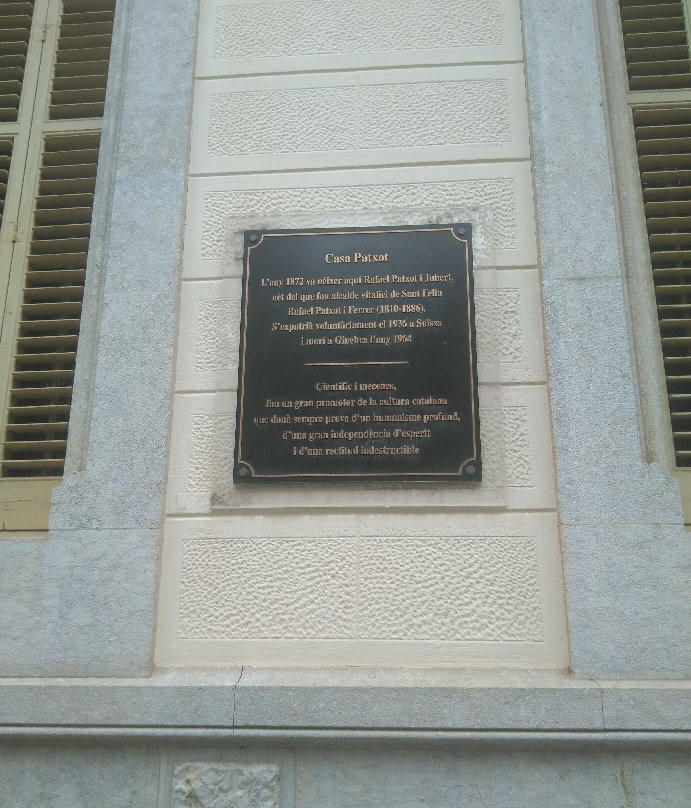 Casa Patxot
L'any 1872 va néixer aquí Rafael Patxot i Jubert,
nét del que fou alcalde vitalici de Sant Feliu
Rafael Patxot i Ferrer (1810-1886).
S'expatrià voluntàriament el 1936 a Suïssa
i morí a Ginebra l'any 1964
Científic i mecenes,
fou un gran promotor de la cultura catalana
que donà sempre prova d'un humanisme profund,
d'una gran independència d'esperit
i d'una rectitud indestructible